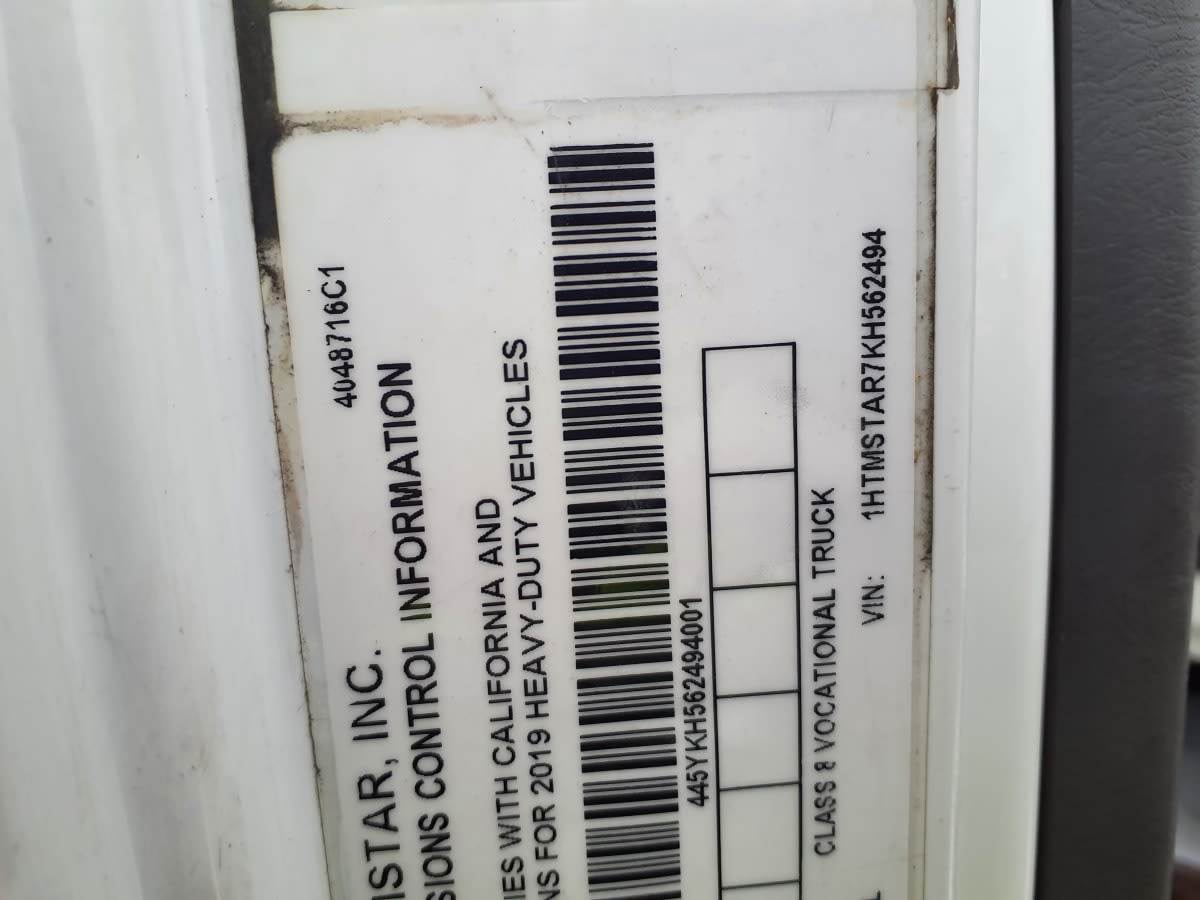 4048716C1
ISTAR, INC.
SIONS CONTROL INFORMATION
IES WITH CALIFORNIA AND
NS FOR 2019 HEAVY-DUTY VEHICLES
445YKH562494001
CLASS 8 VOCATIONAL TRUCK
VIN: 1HTMSTAR7KH562494